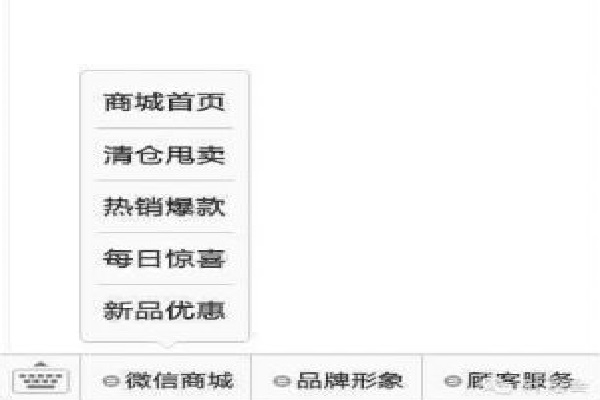 商城首页
清仓甩卖
热销爆款
每日惊喜
新品优惠
微信商城
品牌形象
顾客服务